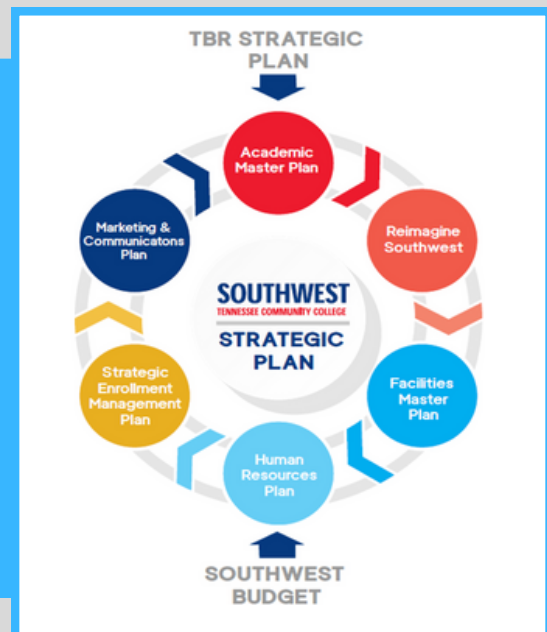 TBR STRATEGIC
PLAN
Academic
Master Plan
Reimagine
Southwest
Facilities
Master
Plan
Human
Resources
Plan
Strategic
Enrollment
Management
Plan
Marketing &
Communicatons
Plan
SOUTHWEST
TENNESSEE COMMUNITY COLLEGE
STRATEGIC
PLAN
SOUTHWEST
BUDGET